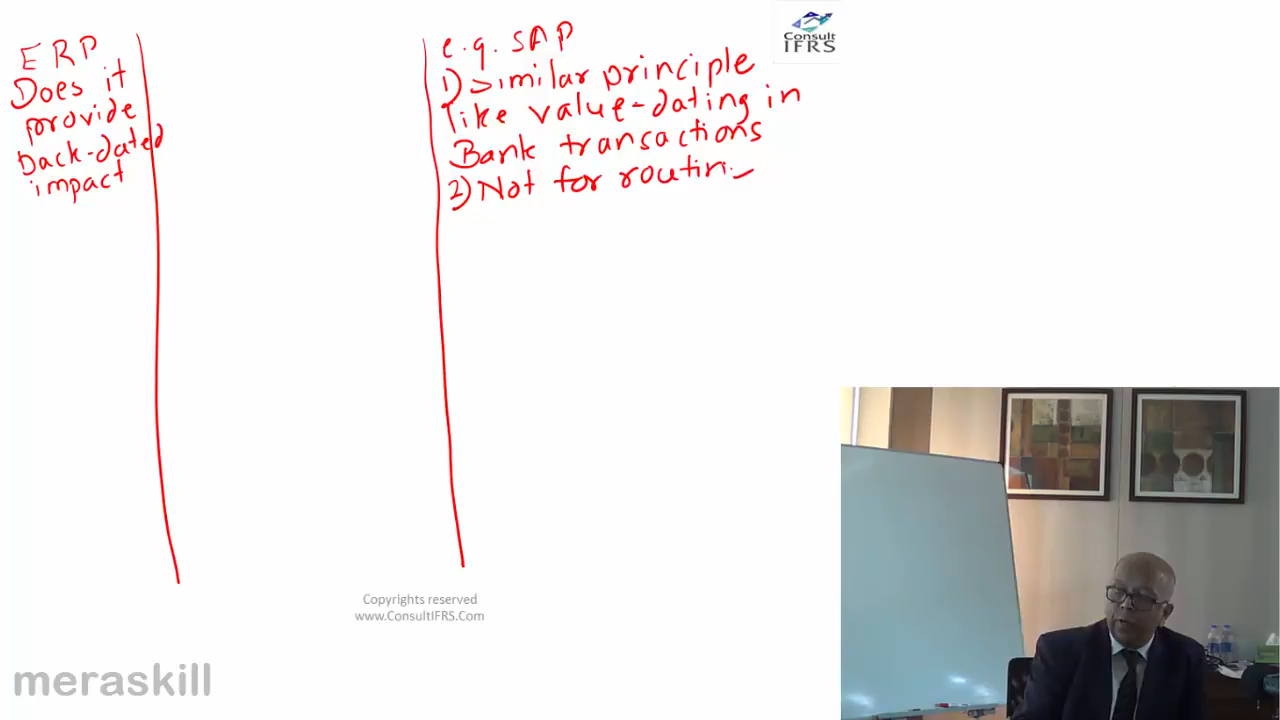 ERP
Does it
provide
Back-dated
impact
e.g. SAP
1) Similar principle
like value-dating in
Bank transactions
2) Not for routin
Consult
IFRS
Copyrights reserved
www.ConsultIFRS.Com
meraskill